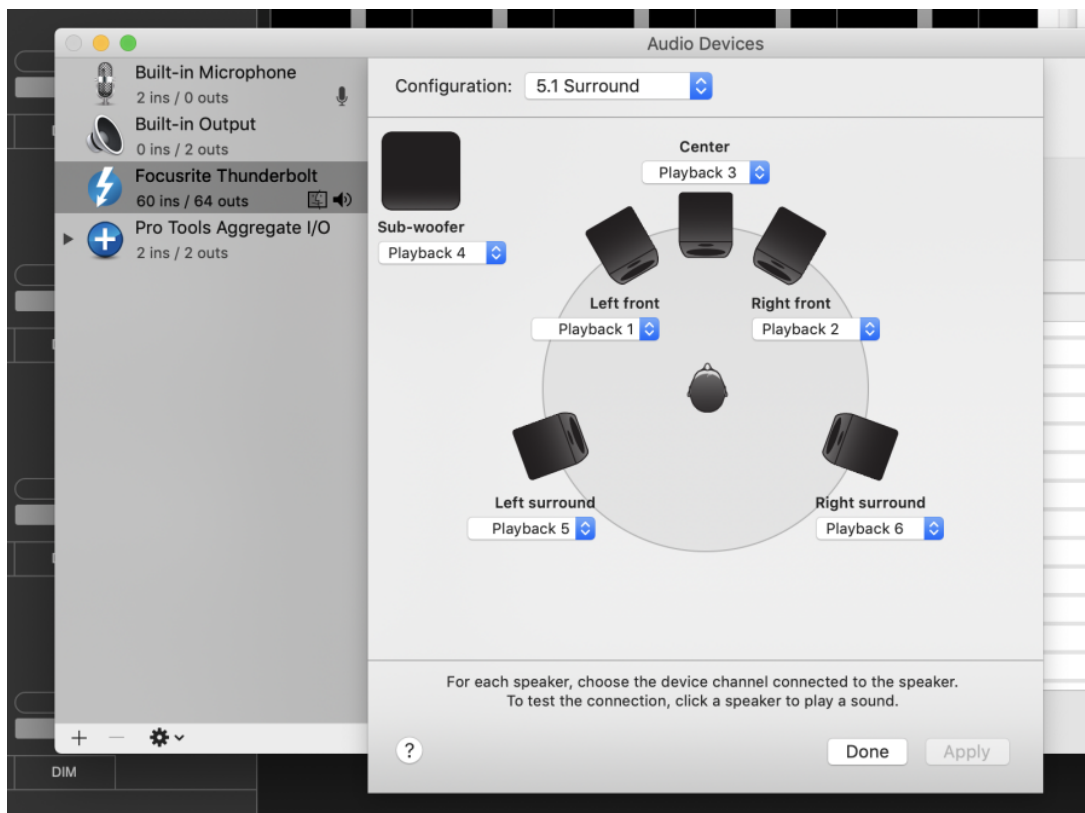 Audio Devices
Built-in Microphone
2 ins / 0 outs
Built-in Output
0 ins / 2 outs
Focusrite Thunderbolt
60 ins / 64 outs
Pro Tools Aggregate I/O
2 ins / 2 outs
Configuration: 5.1 Surround
Center
Playback 3
Sub-woofer
Playback 4
Left front
Playback 1
Right front
Playback 2
Left surround
Playback 5
Right surround
Playback 6
For each speaker, choose the device channel connected to the speaker.
To test the connection, click a speaker to play a sound.
? Done Apply
DIM